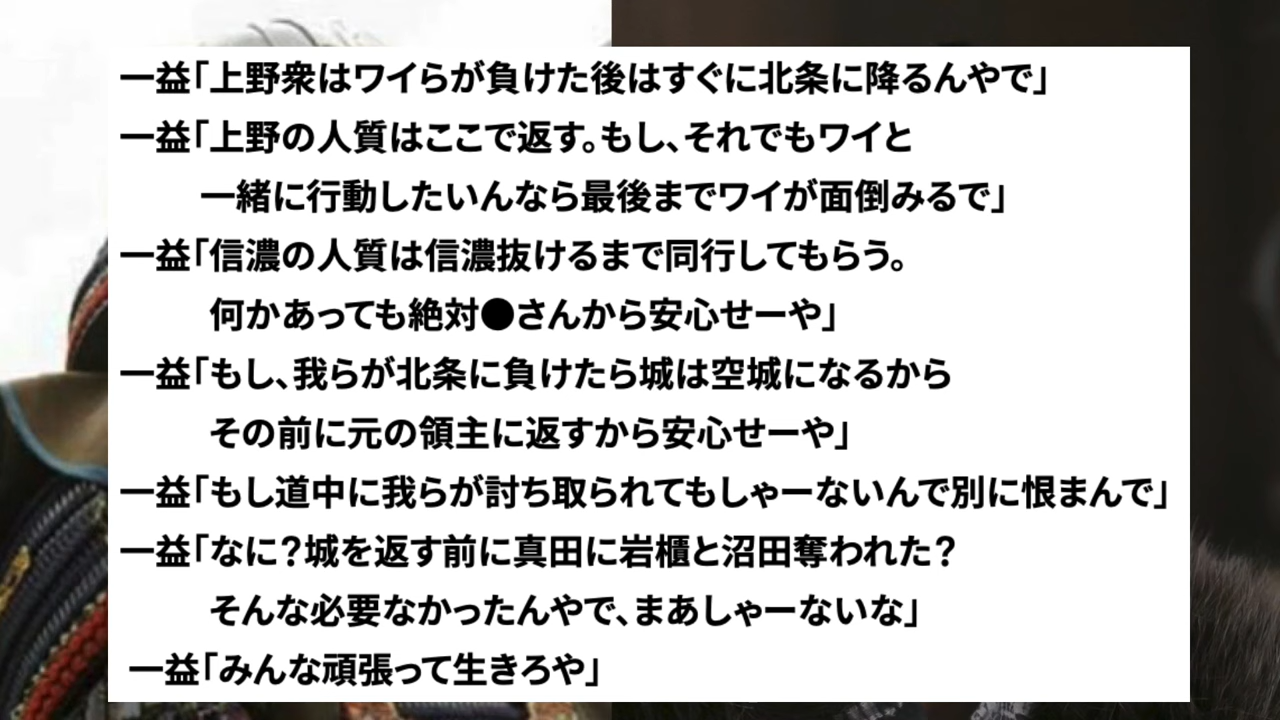 一益「上野衆はワイらが負けた後はすぐに北条に降るんやで」
一益「上野の人質はここで返す。もし、それでもワイと
一緒に行動したいんなら最後までワイが面倒みるで」
一益「信濃の人質は信濃抜けるまで同行してもらう。
何かあっても絶対●さんから安心せーや」
一益「もし、我らが北条に負けたら城は空城になるから
その前に元の領主に返すから安心せーや」
一益「もし道中に我らが討ち取られてもしゃーないんで別に恨まんで」
一益「なに？城を返す前に真田に岩櫃と沼田奪われた？
そんな必要なかったんやで、まあしゃーないな」
一益「みんな頑張って生きろや」